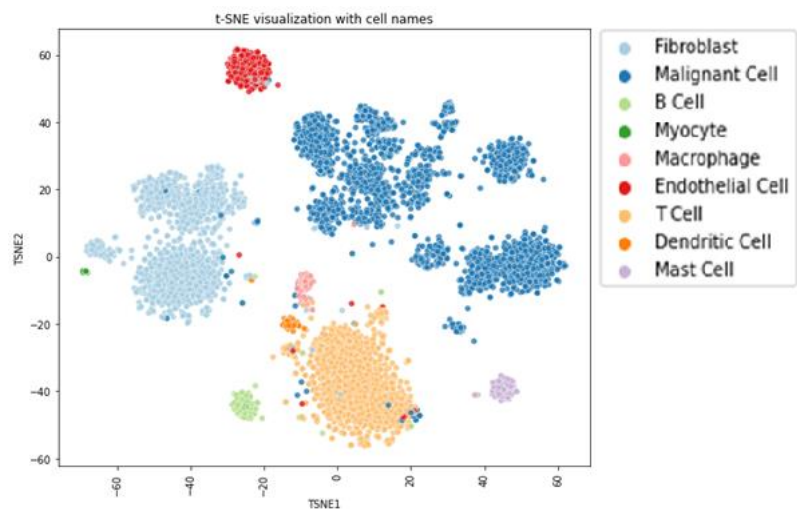 t-SNE visualization with cell names
60
40
20
0
−20
−40
−60
TSNE2
−60
−40
−20
0
20
40
60
TSNE1
Fibroblast
Malignant Cell
B Cell
Myocyte
Macrophage
Endothelial Cell
T Cell
Dendritic Cell
Mast Cell